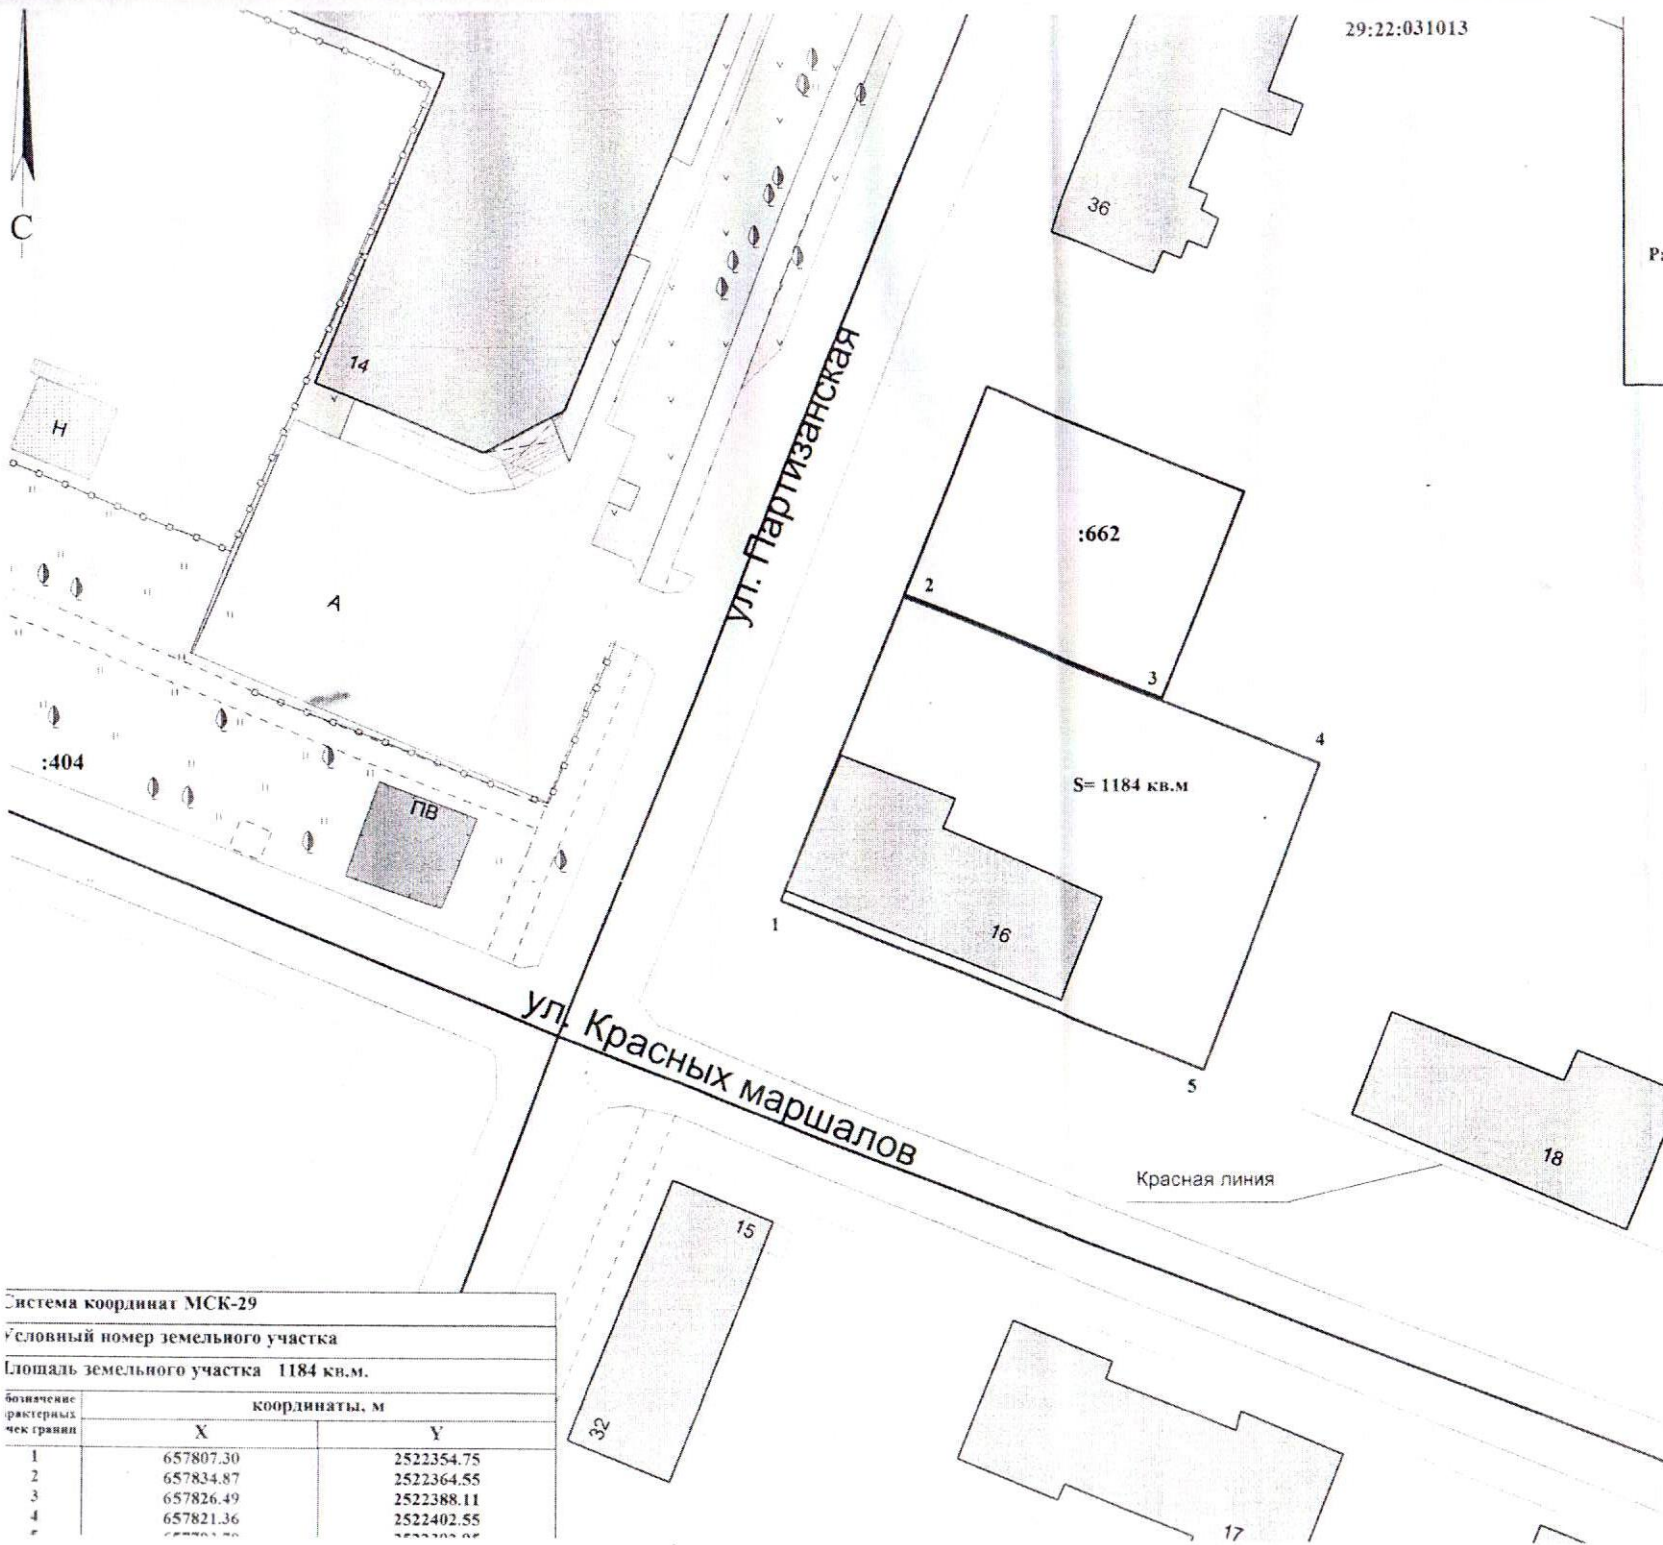 29:22:031013
С
36
14
Н
ул. Партизанская
:662
2
А
3
4
:404
S= 1184 кв.м
ПВ
16
1
ул. Красных маршалов
5
18
Красная линия
15
32
17
Система координат МСК-29
Условный номер земельного участка
Площадь земельного участка 1184 кв.м.
координаты, м
X Y
1 657807.30 2522354.75
2 657834.87 2522364.55
3 657826.49 2522388.11
4 657821.36 2522402.55